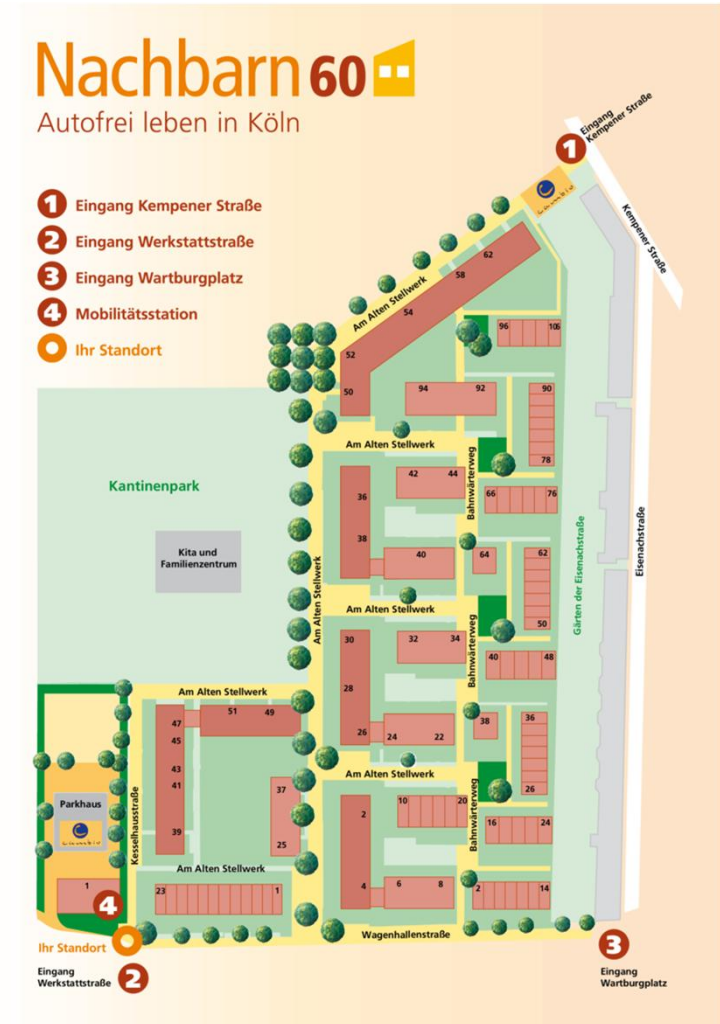 Nachbarn 60
Autofrei leben in Köln
1 Eingang Kempener Straße
2 Eingang Werkstattstraße
3 Eingang Wartburgplatz
4 Mobilitätsstation
Ihr Standort
1
Eingang
Kempener Straße
Kempener Straße
62
58
54
Am Alten Stellwerk
52
50
96 106
94 92
90
78
Am Alten Stellwerk
Bahnwärterweg
42 44
36
38
66 76
40
64
62
50
Kantinenpark
Kita und
Familienzentrum
Am Alten Stellwerk
Gärten der Eisenachstraße
Eisenachstraße
Am Alten Stellwerk
Bahnwärterweg
30
32 34
28
40 48
26
24 22
38
36
26
Am Alten Stellwerk
51 49
47
45
43
41
39
37
25
Am Alten Stellwerk
Bahnwärterweg
2
10 20
16 24
4
6 8
2 14
Parkhaus
Kesselhausstraße
Am Alten Stellwerk
1
23 1
4
Ihr Standort
Wagenhallenstraße
Eingang
Werkstattstraße
2
3
Eingang
Wartburgplatz